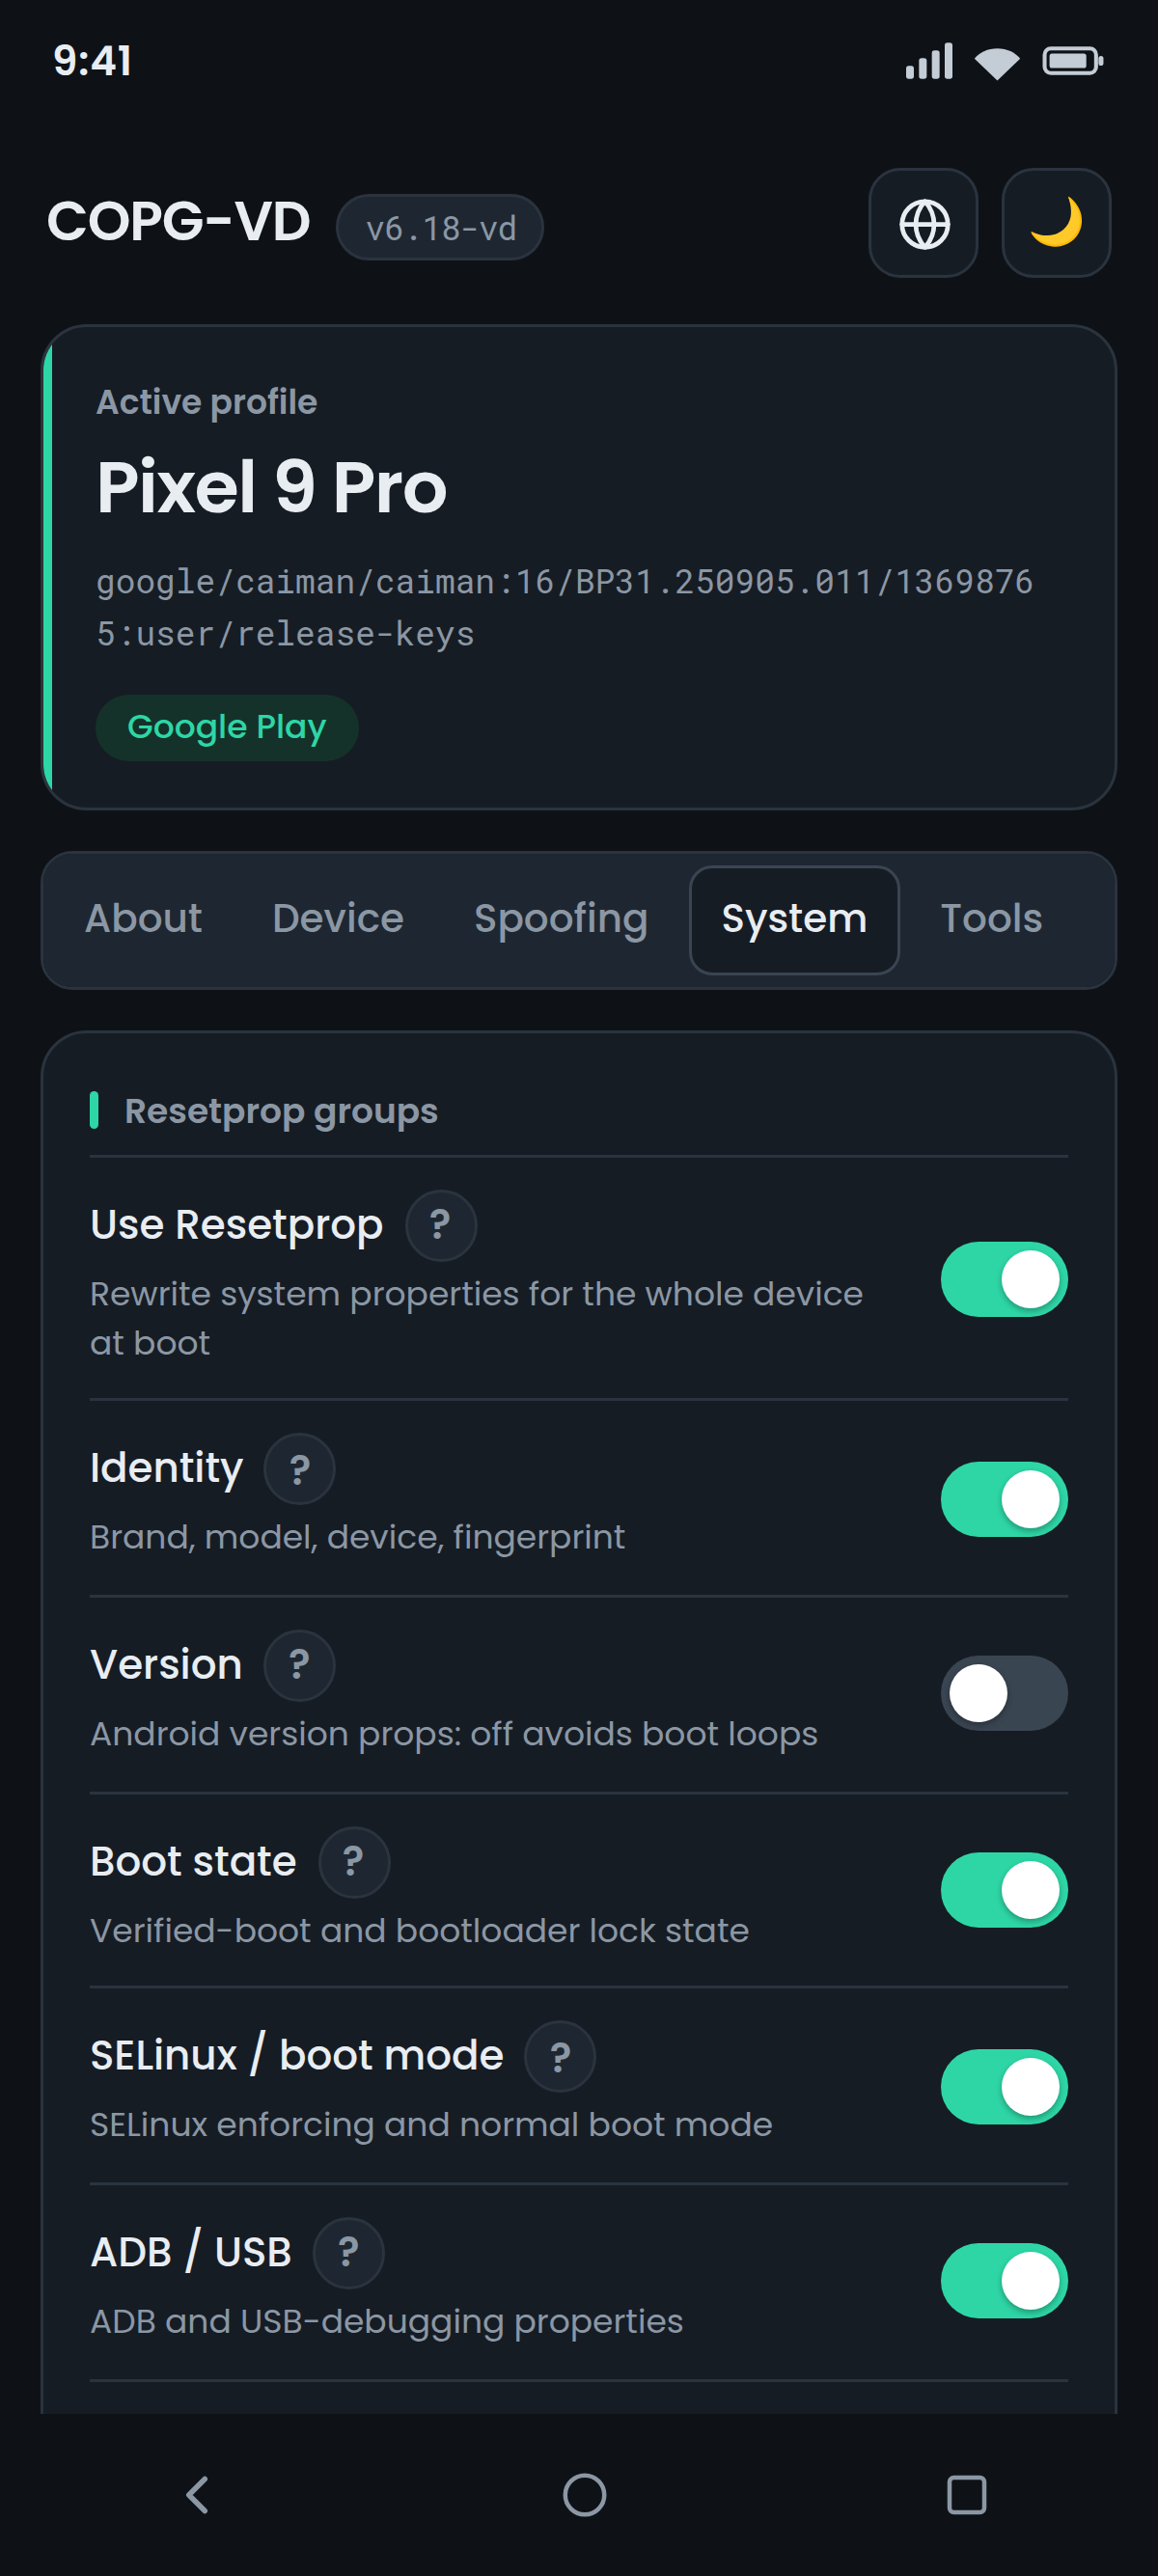 9:41
COPG-VD v6.18-vd
Active profile
Pixel 9 Pro
google/caiman/caiman:16/BP31.250905.011/1369876
5:user/release-keys
Google Play
About Device Spoofing System Tools
Resetprop groups
Use Resetprop ?
Rewrite system properties for the whole device
at boot
Identity ?
Brand, model, device, fingerprint
Version ?
Android version props: off avoids boot loops
Boot state ?
Verified-boot and bootloader lock state
SELinux / boot mode ?
SELinux enforcing and normal boot mode
ADB / USB ?
ADB and USB-debugging properties